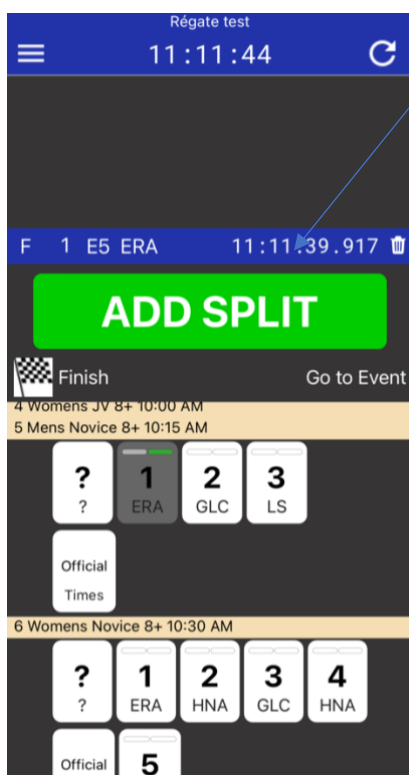 Régate test
11:11:44
F 1 E5 ERA 11:11:39.917
ADD SPLIT
Finish Go to Event
4 Womens JV 8+ 10:00 AM
5 Mens Novice 8+ 10:15 AM
? 1 2 3
? ERA GLC LS
Official
Times
6 Womens Novice 8+ 10:30 AM
? 1 2 3 4
? ERA HNA GLC HNA
Official 5